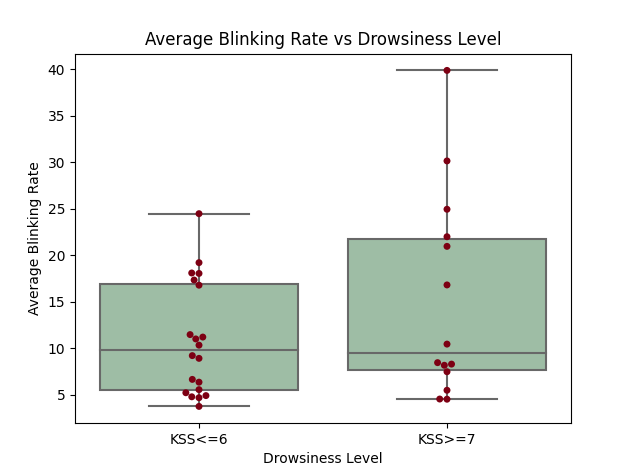 Average Blinking Rate vs Drowsiness Level
Average Blinking Rate
40
35
30
25
20
15
10
5
KSS<=6
KSS>=7
Drowsiness Level